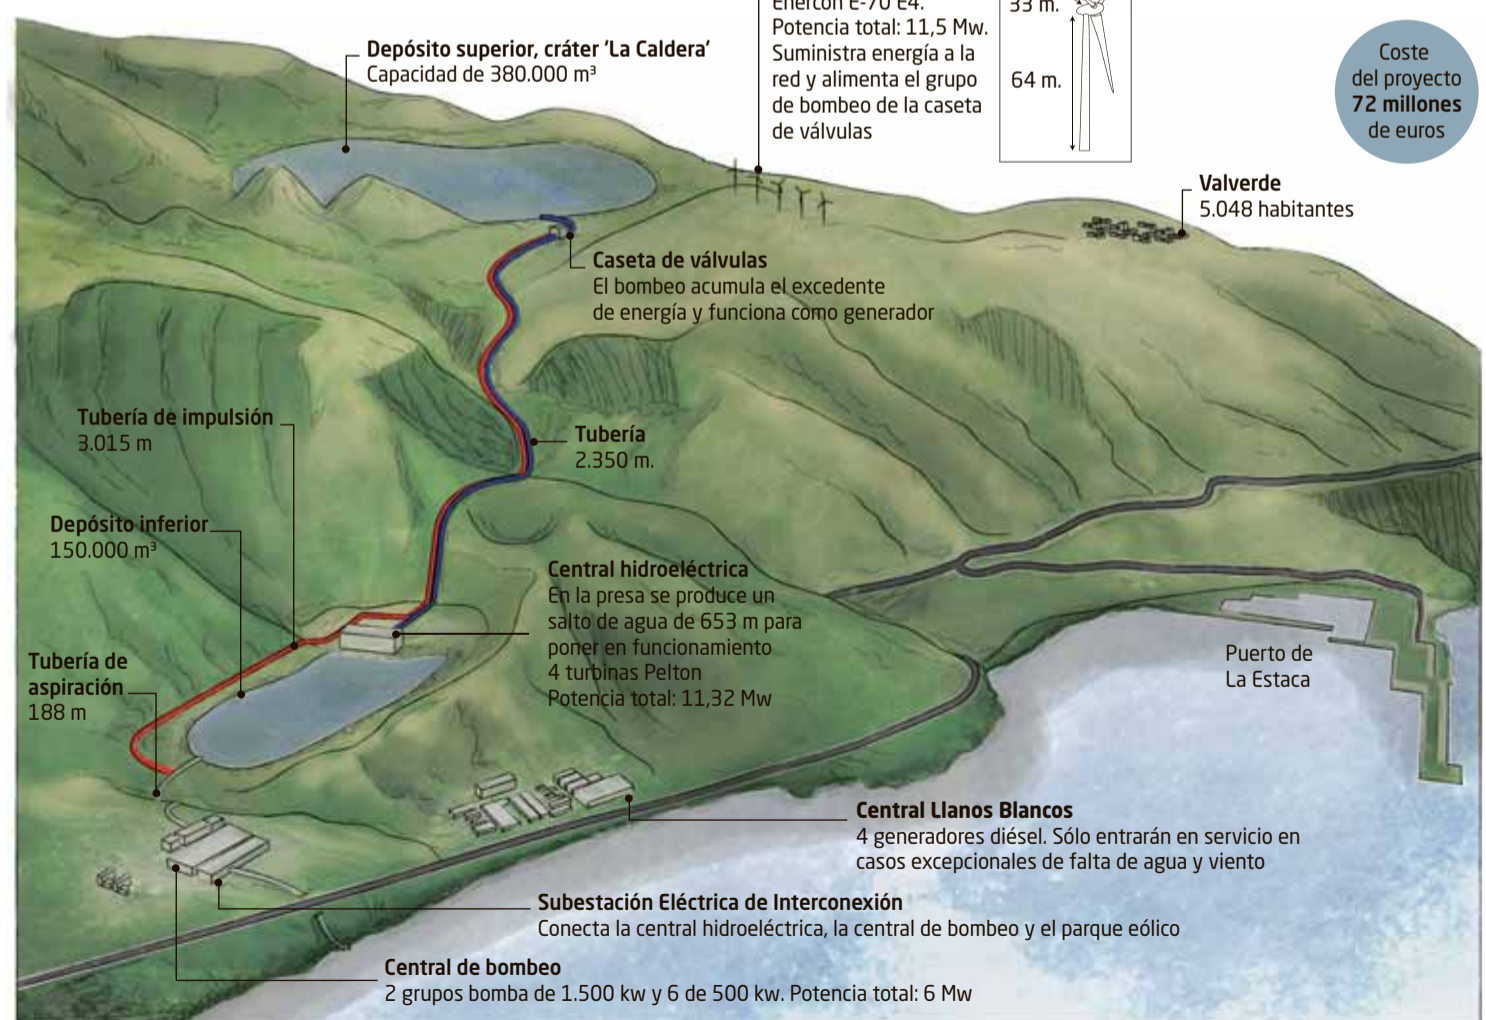 Enercon E-70 E4.
Potencia total: 11,5 Mw.
Suministra energía a la
red y alimenta el grupo
de bombeo de la caseta
de válvulas
33 m.
64 m.
Coste
del proyecto
72 millones
de euros
Depósito superior, cráter ‘La Caldera’
Capacidad de 380.000 m³
Valverde
5.048 habitantes
Caseta de válvulas
El bombeo acumula el excedente
de energía y funciona como generador
Tubería de impulsión
3.015 m
Tubería
2.350 m.
Depósito inferior
150.000 m³
Central hidroeléctrica
En la presa se produce un
salto de agua de 653 m para
poner en funcionamiento
4 turbinas Pelton
Potencia total: 11,32 Mw
Tubería de
aspiración
188 m
Puerto de
La Estaca
Central Llanos Blancos
4 generadores diésel. Sólo entrarán en servicio en
casos excepcionales de falta de agua y viento
Subestación Eléctrica de Interconexión
Conecta la central hidroeléctrica, la central de bombeo y el parque eólico
Central de bombeo
2 grupos bomba de 1.500 kw y 6 de 500 kw. Potencia total: 6 Mw